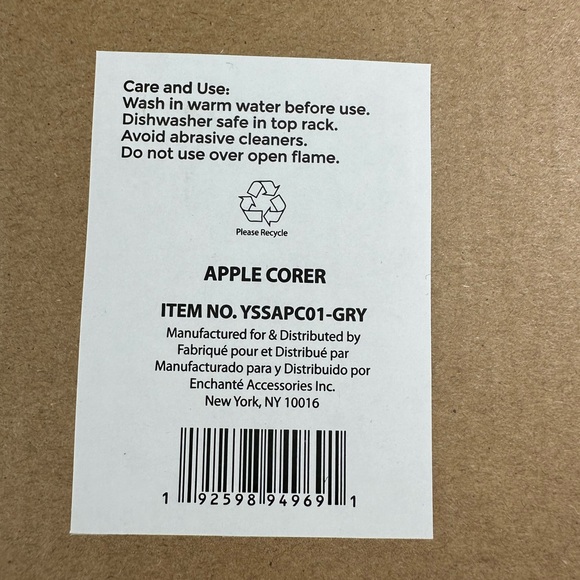 Care and Use:
Wash in warm water before use.
Dishwasher safe in top rack.
Avoid abrasive cleaners.
Do not use over open flame.
Please Recycle
APPLE CORER
ITEM NO. YSSAPC01-GRY
Manufactured for & Distributed by
Fabriqué pour et Distribué par
Manufacturado para y Distribuido por
Enchanté Accessories Inc.
New York, NY 10016
1 92598 94969 1